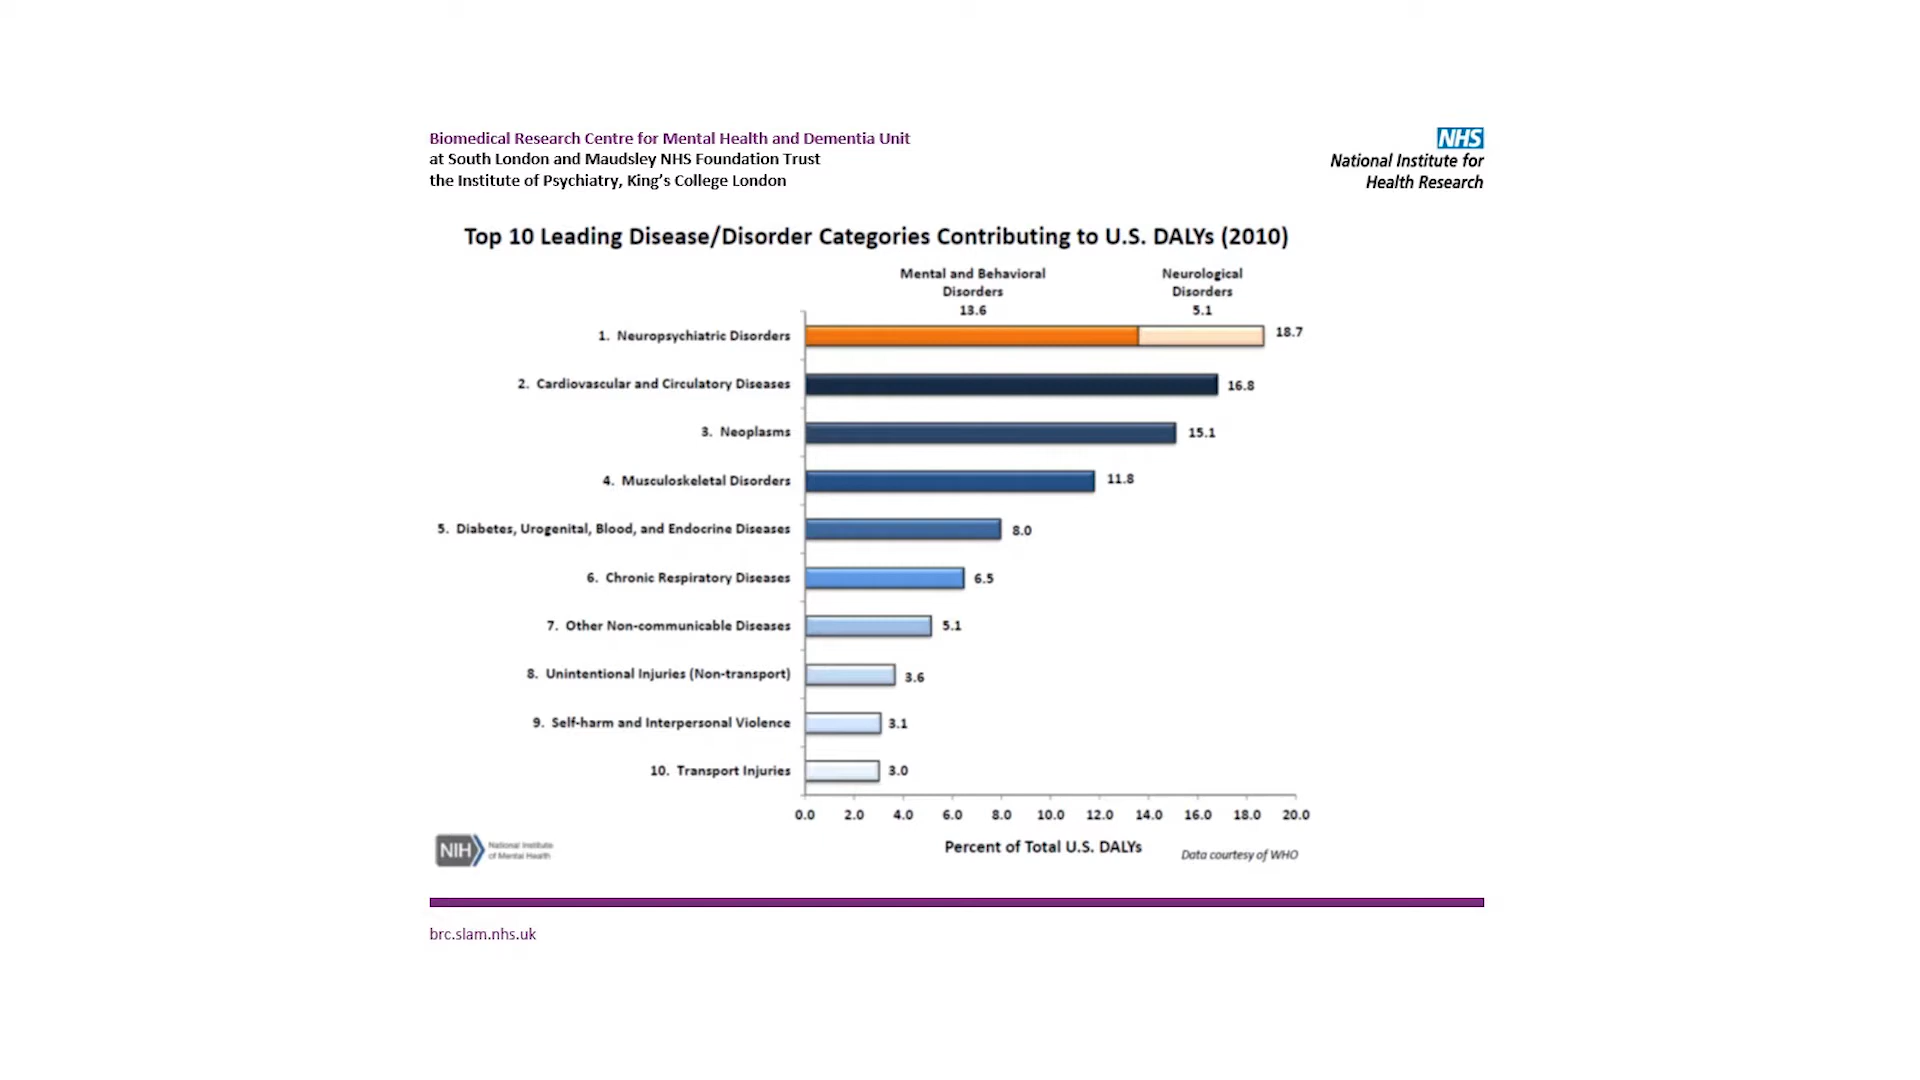 Biomedical Research Centre for Mental Health and Dementia Unit
at South London and Maudsley NHS Foundation Trust
the Institute of Psychiatry, King's College London
NHS
National Institute for
Health Research
Top 10 Leading Disease/Disorder Categories Contributing to U.S. DALYs (2010)
Mental and Behavioral
Disorders
13.6
Neurological
Disorders
5.1
1. Neuropsychiatric Disorders 18.7
2. Cardiovascular and Circulatory Diseases 16.8
3. Neoplasms 15.1
4. Musculoskeletal Disorders 11.8
5. Diabetes, Urogenital, Blood, and Endocrine Diseases 8.0
6. Chronic Respiratory Diseases 6.5
7. Other Non-communicable Diseases 5.1
8. Unintentional Injuries (Non-transport) 3.6
9. Self-harm and Interpersonal Violence 3.1
10. Transport Injuries 3.0
0.0 2.0 4.0 6.0 8.0 10.0 12.0 14.0 16.0 18.0 20.0
Percent of Total U.S. DALYs
Data courtesy of WHO
NIH
National Institute
of Mental Health
brc.slam.nhs.uk